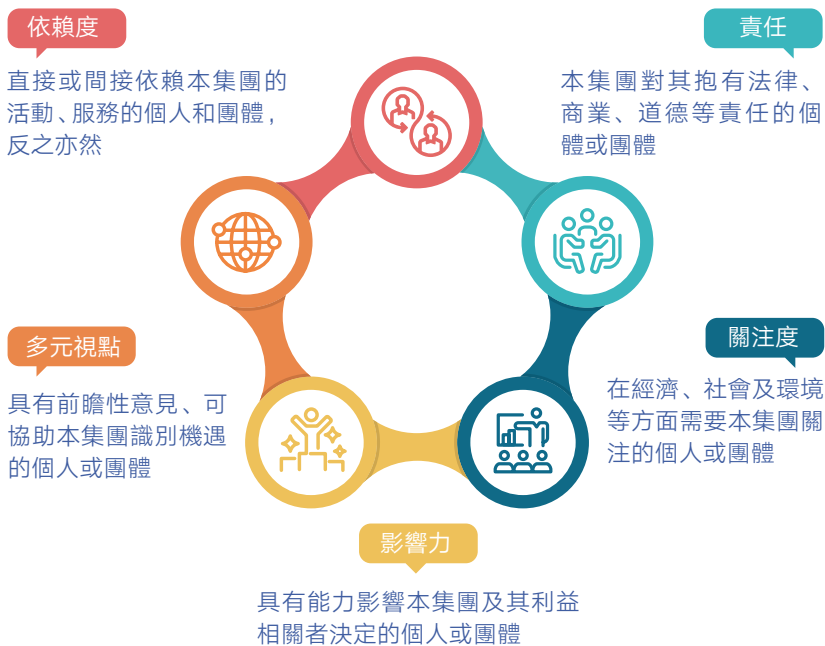 依賴度
直接或間接依賴本集團的
活動、服務的個人和團體，
反之亦然
責任
本集團對其抱有法律、
商業、道德等責任的個
體或團體
多元視點
具有前瞻性意見、可
協助本集團識別機遇
的個人或團體
關注度
在經濟、社會及環境
等方面需要本集團關
注的個人或團體
影響力
具有能力影響本集團及其利益
相關者決定的個人或團體